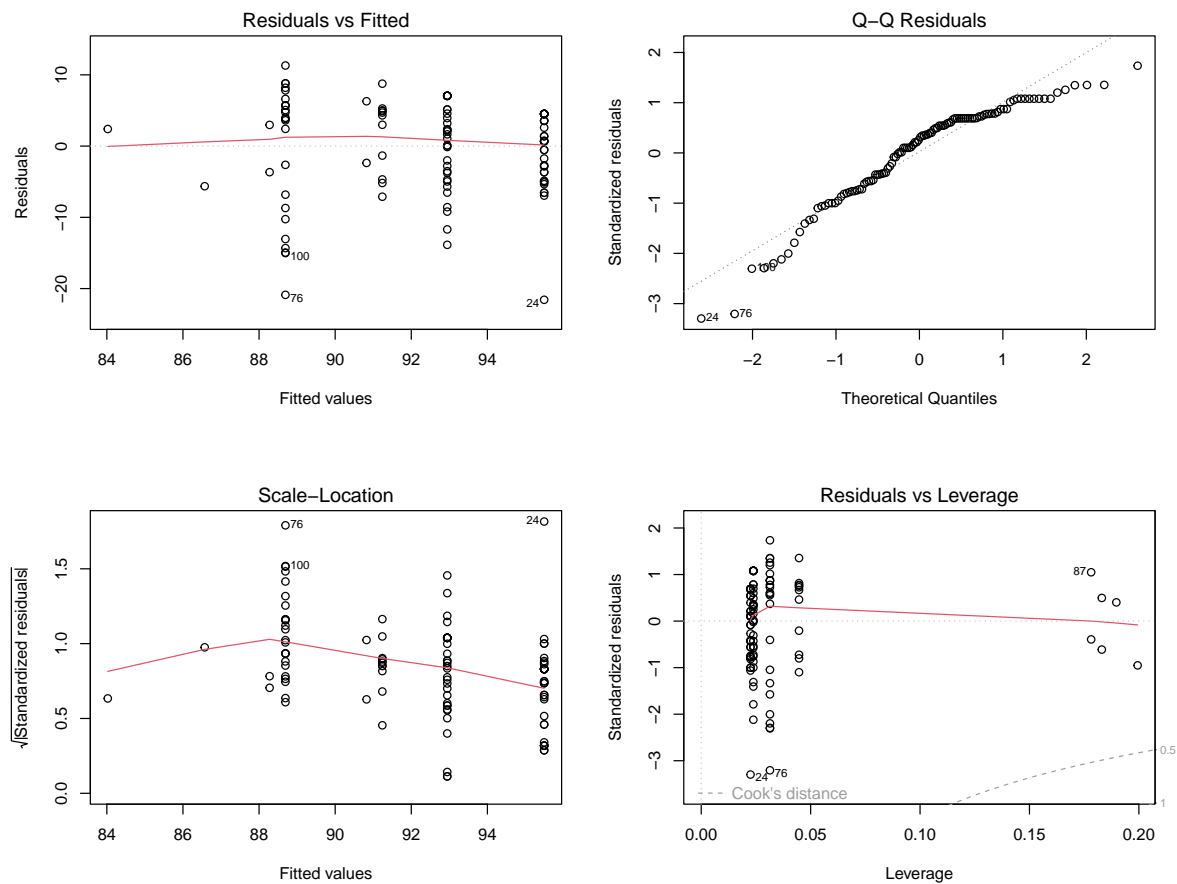 Residuals vs Fitted
Residuals
10
0
−10
−20
100
76
24
84 86 88 90 92 94
Fitted values
Q−Q Residuals
Standardized residuals
2
1
0
−1
−2
−3
24
76
−2 −1 0 1 2
Theoretical Quantiles
Scale−Location
√|Standardized residuals|
1.5
1.0
0.5
0.0
76
100
24
84 86 88 90 92 94
Fitted values
Residuals vs Leverage
Standardized residuals
2
1
0
−1
−2
−3
87
24
76
0.5
1
Cook's distance
0.00 0.05 0.10 0.15 0.20
Leverage